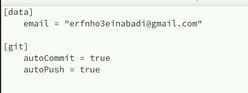 [data]
    email = "erfnho3einabadi@gmail.com"

[git]
    autoCommit = true
    autoPush = true